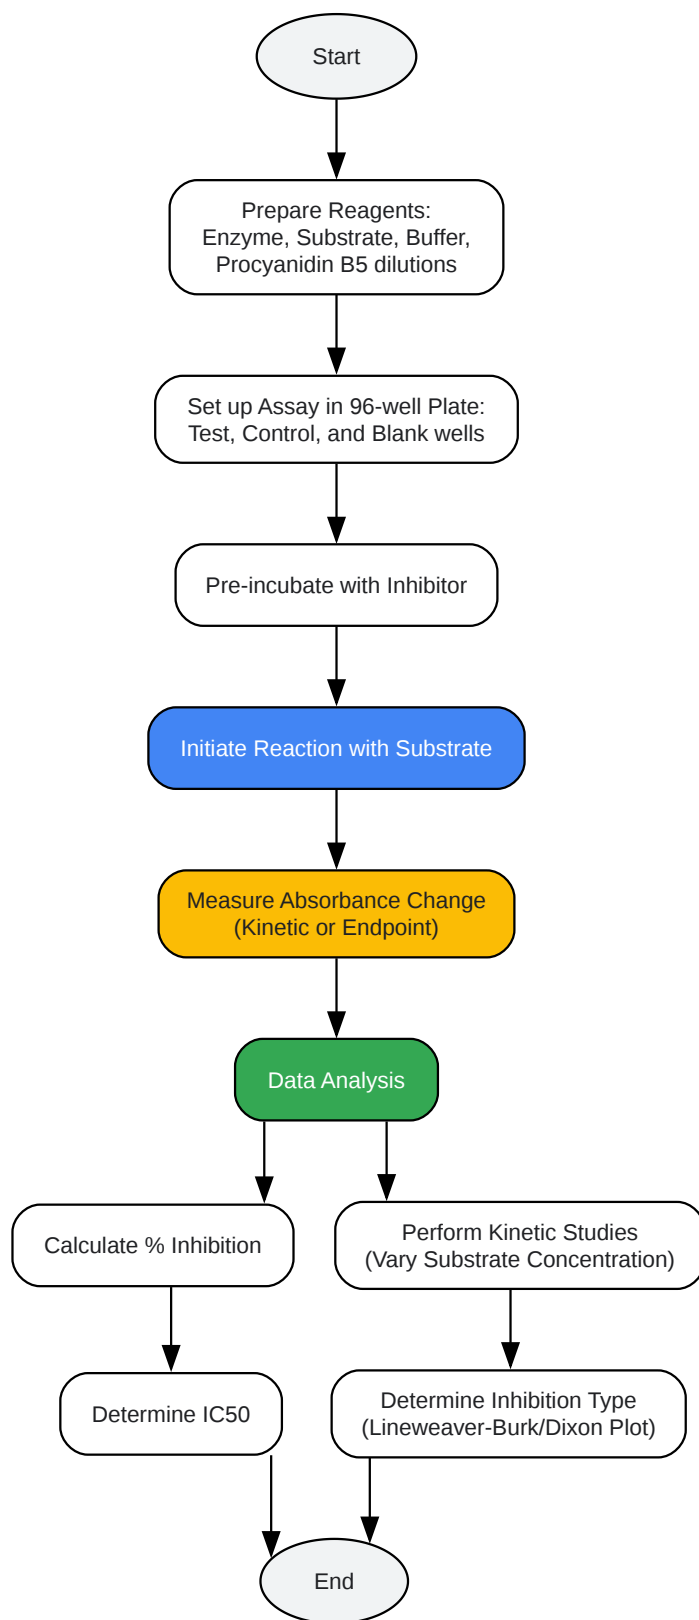 Start
Prepare Reagents:
Enzyme, Substrate, Buffer,
Procyanidin B5 dilutions
Set up Assay in 96-well Plate:
Test, Control, and Blank wells
Pre-incubate with Inhibitor
Initiate Reaction with Substrate
Measure Absorbance Change
(Kinetic or Endpoint)
Data Analysis
Calculate % Inhibition
Perform Kinetic Studies
(Vary Substrate Concentration)
Determine IC50
Determine Inhibition Type
(Lineweaver-Burk/Dixon Plot)
End